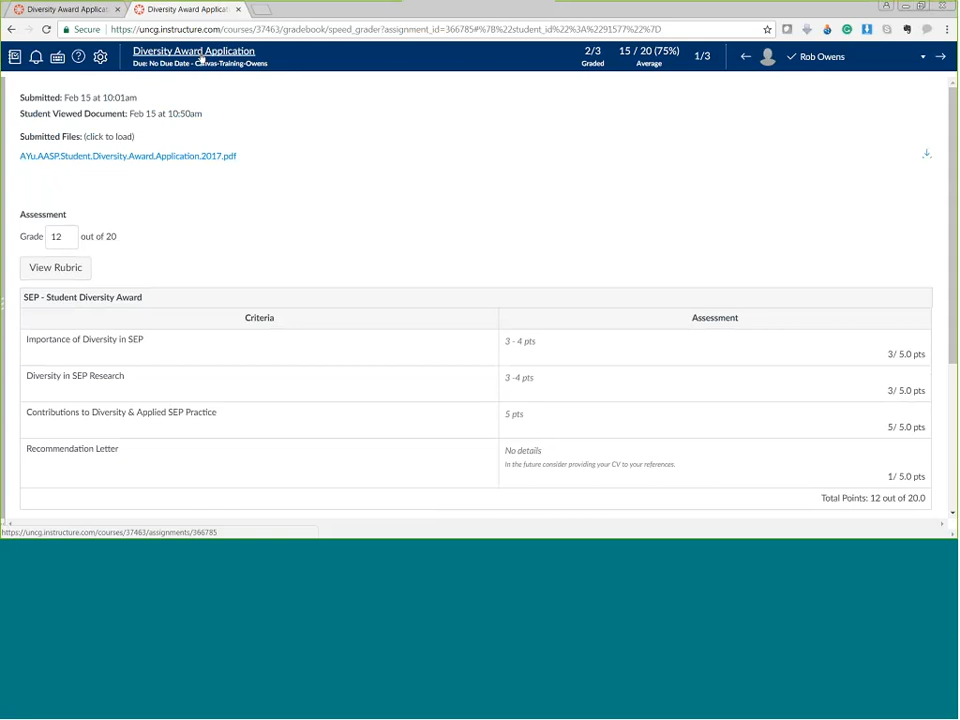 Diversity Award Applicat
Diversity Award Applicati
Secure
https://uncg.instructure.com/courses/37463/gradebook/speed_grader?assignment_id=366785#%7B%22student_id%22%3A%2291577%22%7D
Diversity Award Application
Due: No Due Date - Canvas-Training-Owens
2/3
Graded
15 / 20 (75%)
Average
1/3
Rob Owens
Submitted: Feb 15 at 10:01am
Student Viewed Document: Feb 15 at 10:50am
Submitted Files: (click to load)
AYu.AASP.Student.Diversity.Award.Application.2017.pdf
Assessment
Grade 12 out of 20
View Rubric
SEP - Student Diversity Award
Criteria Assessment
Importance of Diversity in SEP
3 - 4 pts
3/ 5.0 pts
Diversity in SEP Research
3 -4 pts
3/ 5.0 pts
Contributions to Diversity & Applied SEP Practice
5 pts
5/ 5.0 pts
Recommendation Letter
No details
In the future consider providing your CV to your references.
1/ 5.0 pts
Total Points: 12 out of 20.0
https://uncg.instructure.com/courses/37463/assignments/366785